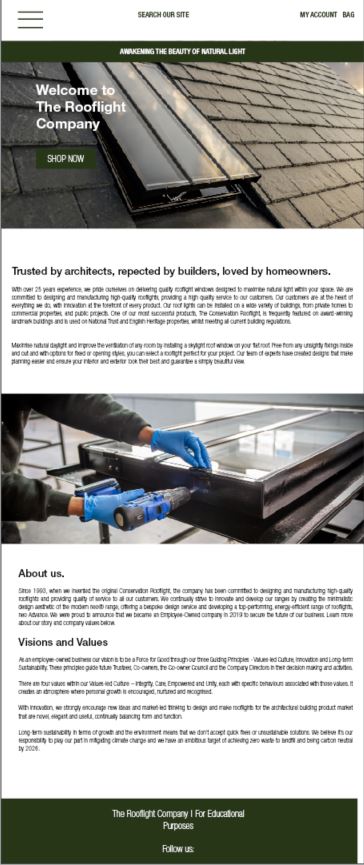 SEARCH OUR SITE
MY ACCOUNT BAG
AWAKENING THE BEAUTY OF NATURAL LIGHT
Welcome to
The Rooflight
Company
SHOP NOW
Trusted by architects, repected by builders, loved by homeowners.
With over 25 years experience, we pride ourselves on delivering quality rooflight windows designed to maximise natural light within your space. We are
committed to designing and manufacturing high-quality rooflights, providing a high quality service to our customers. Our customers are at the heart of
everything we do, with innovation at the forefront of every product. Our roof lights can be installed on a wide variety of buildings, from private homes to
commercial properties, and public projects. One of our most successful products, The Conservation Rooflight, is frequently featured on award-winning
landmark buildings and is used on National Trust and English Heritage properties, whilst meeting all current building regulations.
Maximise natural daylight and improve the ventilation of any room by installing a skylight roof window on your flat roof. Free from any unsightly fixings inside
and out and with options for fixed or opening styles, you can select a rooflight perfect for your project. Our team of experts have created designs that make
planning easier and ensure your interior and exterior look their best and guarantee a simply beautiful view.
About us.
Since 1993, when we invented the original Conservation Rooflight, the company has been committed to designing and manufacturing high-quality
rooflights and providing quality of service to all our customers. We continually strive to innovate and develop our ranges by creating the minimalistic
design aesthetic of the modern neo® range, offering a bespoke design service and developing a top-performing, energy-efficient range of rooflights,
neo Advance. We were proud to announce that we became an Employee-Owned company in 2019 to secure the future of our business. Learn more
about our story and company values below.
Visions and Values
As an employee-owned business our vision is to be a Force for Good through our three Guiding Principles - Values-led Culture, Innovation and Long-term
Sustainability. These principles guide future Trustees, Co-owners, the Co-owner Council and the Company Directors in their decision making and activities.
There are four values within our Values-led Culture – Integrity, Care, Empowered and Unity, each with specific behaviours associated with those values. It
creates an atmosphere where personal growth is encouraged, nurtured and recognised.
With Innovation, we strongly encourage new ideas and market-led thinking to design and make rooflights for the architectural building product market
that are novel, elegant and useful, continually balancing form and function.
Long-term sustainability in terms of growth and the environment means that we don't accept quick fixes or unsustainable solutions. We believe it's our
responsibility to play our part in mitigating climate change and we have an ambitious target of achieving zero waste to landfill and being carbon neutral
by 2026.
The Rooflight Company | For Educational
Purposes
Follow us: